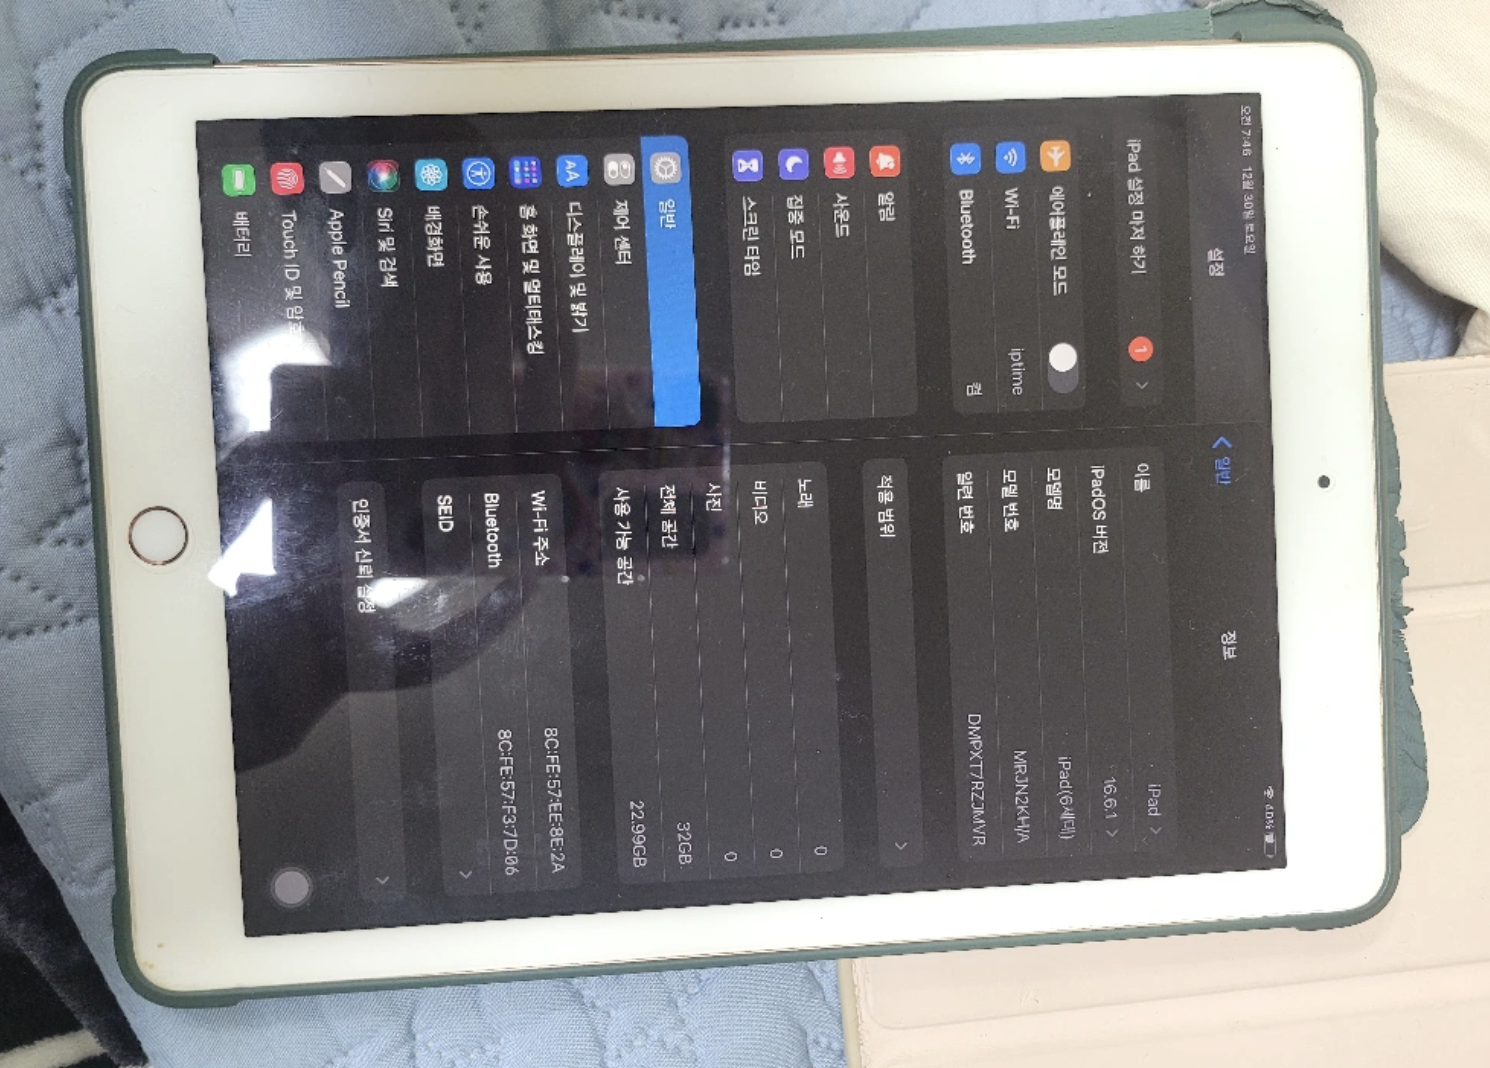 오전 7:46 12월 30일 토요일
40%
설정
iPad 설정 마저 하기
1
에어플레인 모드
Wi-Fi
iptime
Bluetooth
켬
알림
사운드
집중 모드
스크린 타임
일반
제어 센터
디스플레이 및 밝기
홈 화면 및 멀티태스킹
손쉬운 사용
배경화면
Siri 및 검색
Apple Pencil
Touch ID 및 암호
배터리
일반
정보
이름 iPad
iPadOS 버전 16.6.1
모델명 iPad(6세대)
모델 번호 MRJN2KH/A
일련 번호 DMPXT7RZJMVR
적용 범위
노래 0
비디오 0
사진 0
전체 공간 32GB
사용 가능 공간 22.99GB
Wi-Fi 주소 8C:FE:57:EE:8E:2A
Bluetooth 8C:FE:57:F3:7D:06
SEID
인증서 신뢰 설정